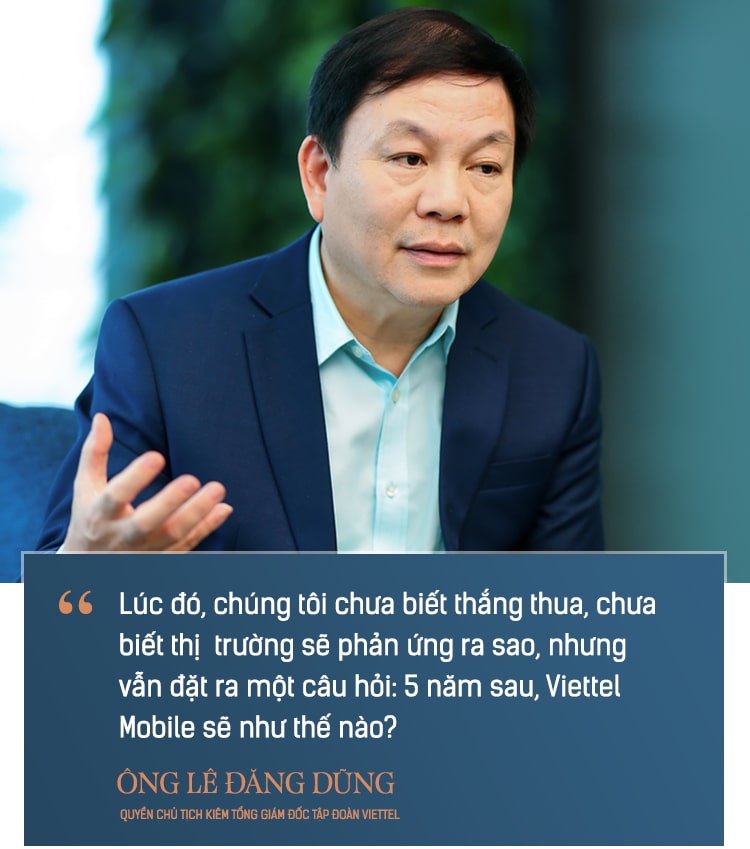 “ Lúc đó, chúng tôi chưa biết thắng thua, chưa
biết thị trường sẽ phản ứng ra sao, nhưng
vẫn đặt ra một câu hỏi: 5 năm sau, Viettel
Mobile sẽ như thế nào?
ÔNG LÊ ĐĂNG DŨNG
QUYỀN CHỦ TỊCH KIÊM TỔNG GIÁM ĐỐC TẬP ĐOÀN VIETTEL